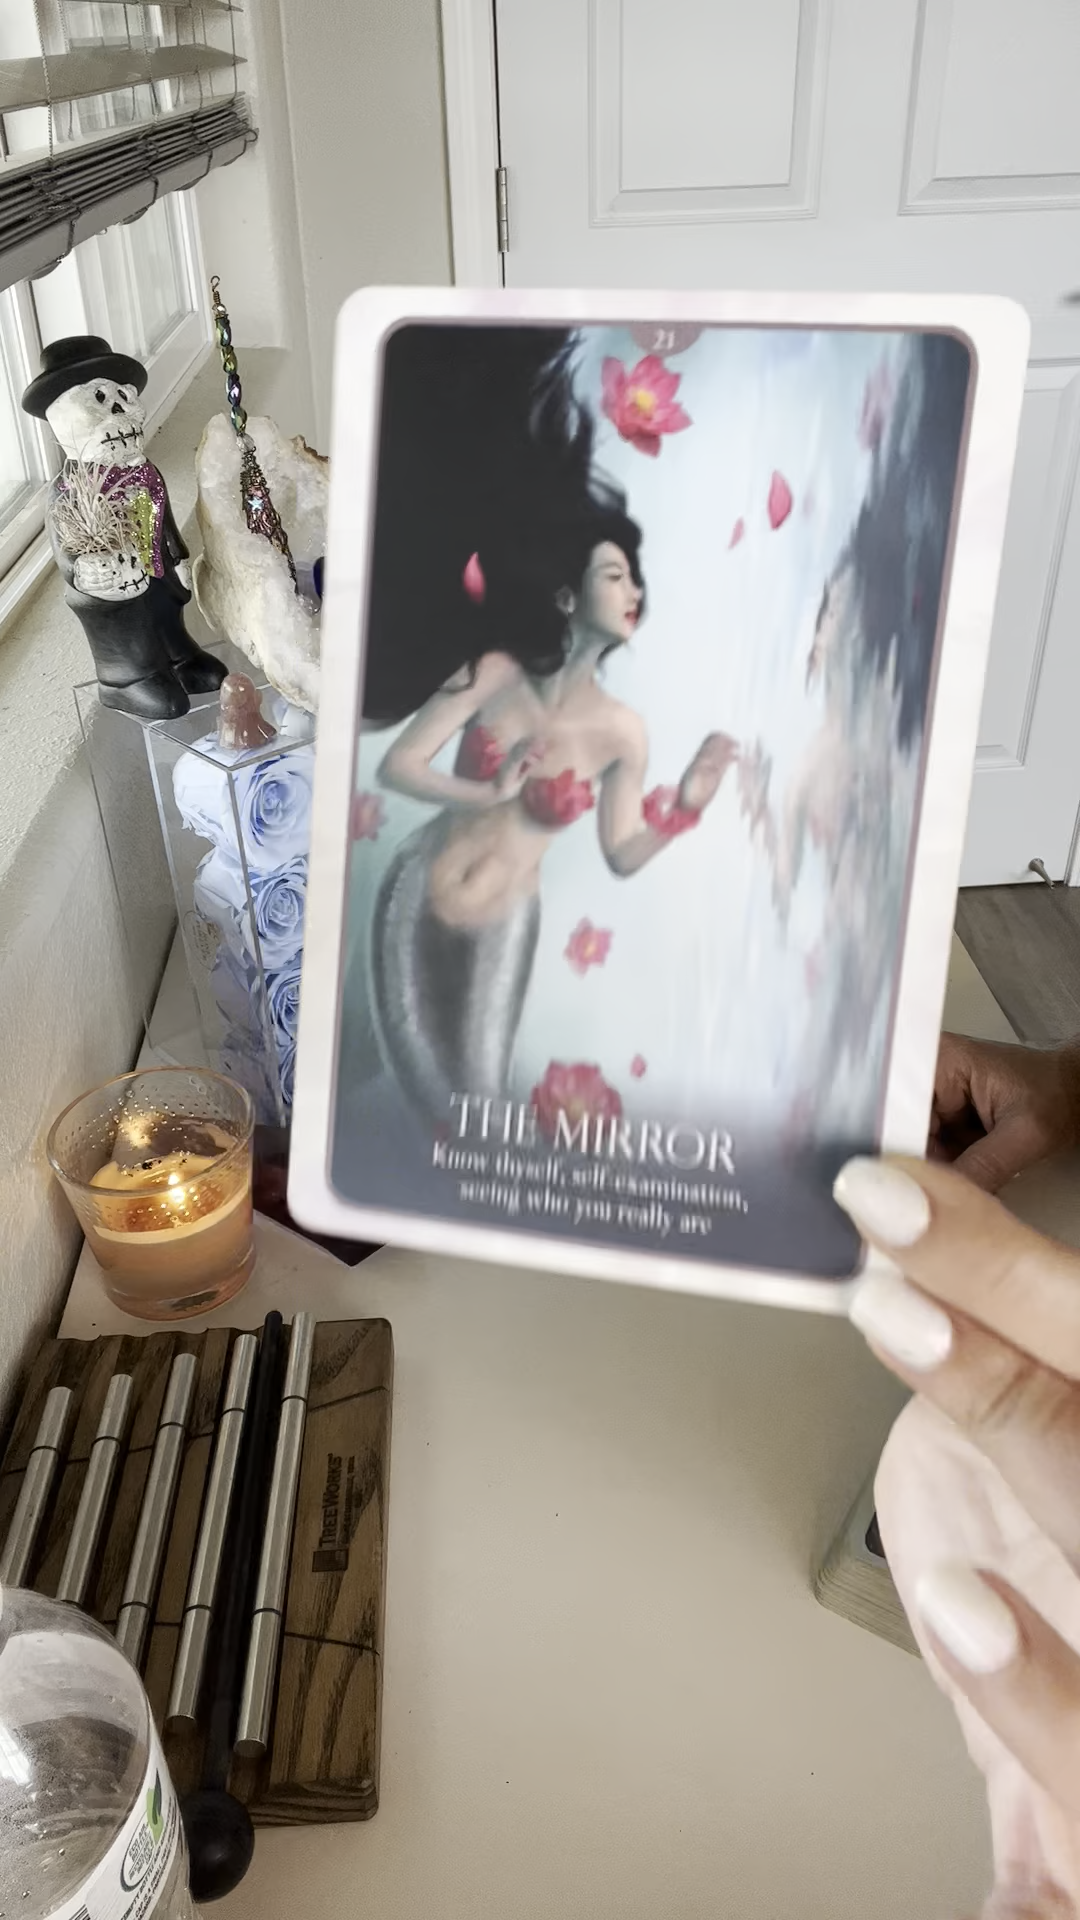 21
THE MIRROR
Know thyself, self-examination,
seeing who you really are
TREEWORKS